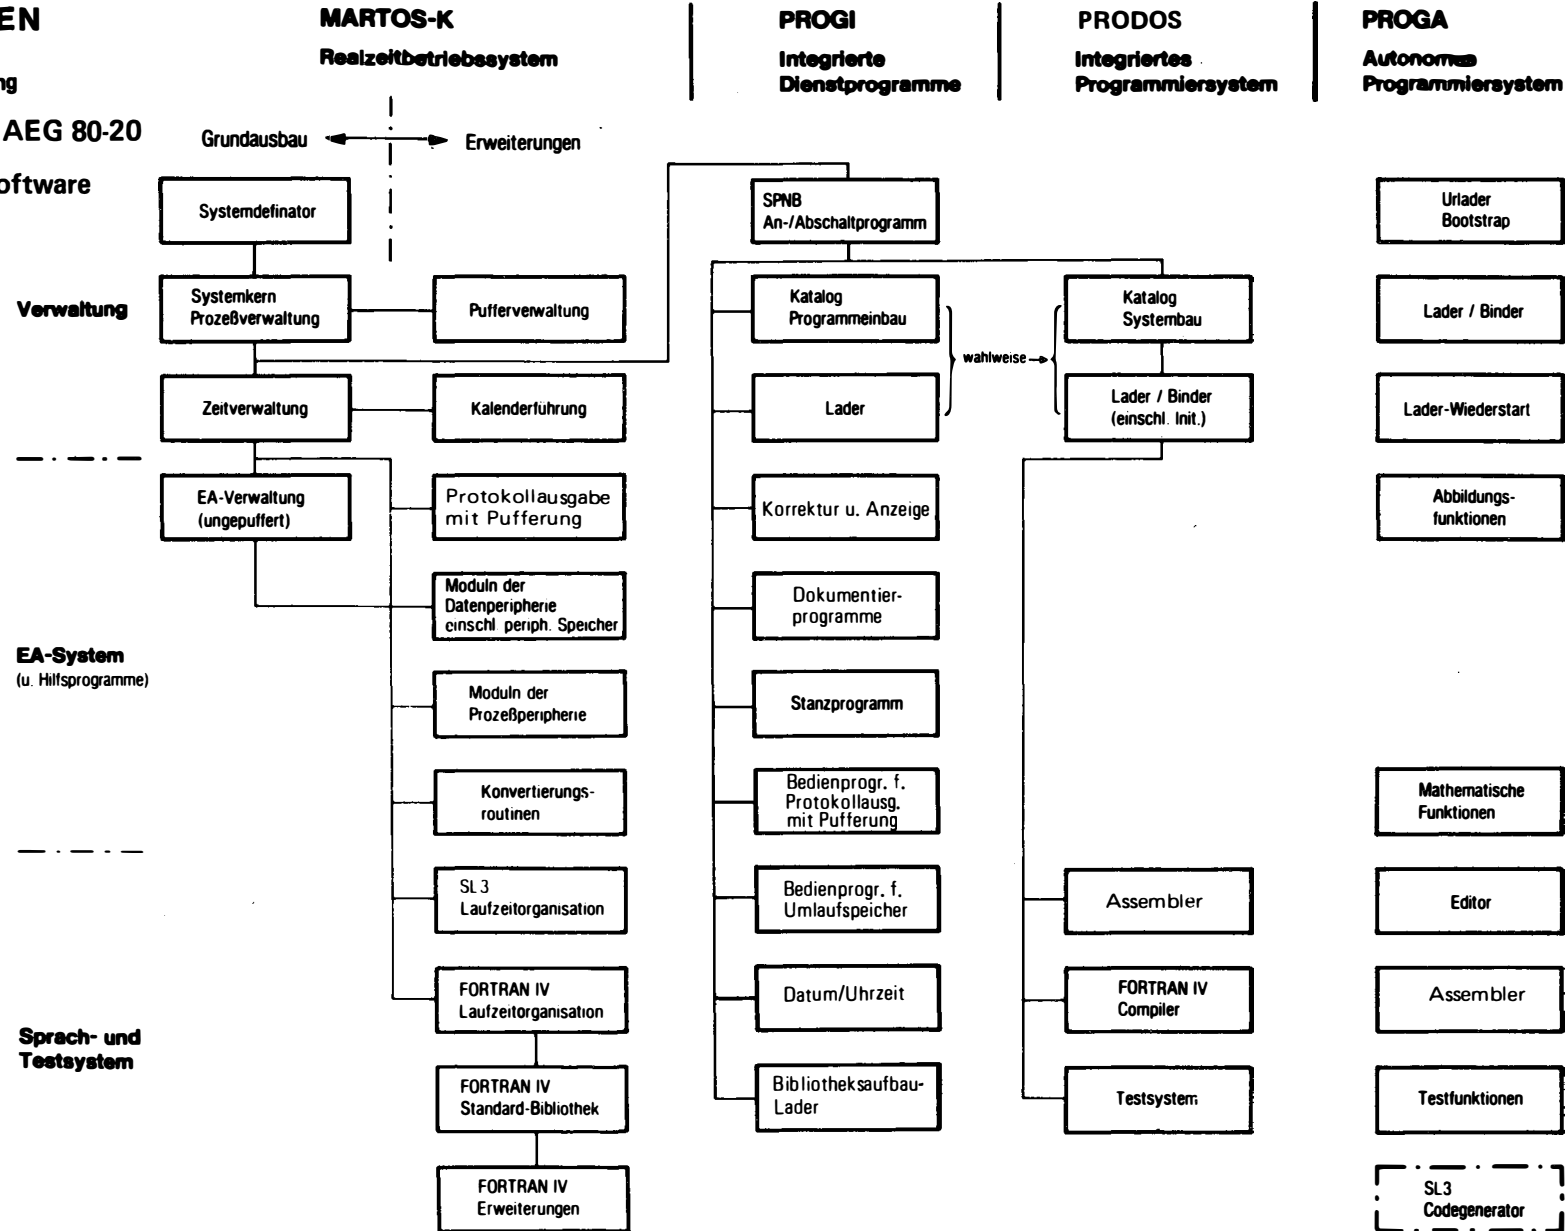 EN
ng
AEG 80-20
oftware
MARTOS-K
Realzeitbetriebssystem
PROGI
Integrierte
Dienstprogramme
PRODOS
Integriertes
Programmiersystem
PROGA
Autonomes
Programmiersystem
Grundausbau
Erweiterungen
Systemdefinator
SPNB
An-/Abschaltprogramm
Urlader
Bootstrap
Verwaltung
Systemkern
Prozeßverwaltung
Pufferverwaltung
Katalog
Programmeinbau
Katalog
Systembau
Lader / Binder
wahlweise
Zeitverwaltung
Kalenderführung
Lader
Lader / Binder
(einschl. Init.)
Lader-Wiederstart
EA-Verwaltung
(ungepuffert)
Protokollausgabe
mit Pufferung
Korrektur u. Anzeige
Abbildungs-
funktionen
Moduln der
Datenperipherie
einschl. periph. Speicher
Dokumentier-
programme
EA-System
(u. Hilfsprogramme)
Moduln der
Prozeßperipherie
Stanzprogramm
Konvertierungs-
routinen
Bedienprogr. f.
Protokollausg.
mit Pufferung
Mathematische
Funktionen
SL3
Laufzeitorganisation
Bedienprogr. f.
Umlaufspeicher
Assembler
Editor
Sprach- und
Testsystem
FORTRAN IV
Laufzeitorganisation
Datum/Uhrzeit
FORTRAN IV
Compiler
Assembler
FORTRAN IV
Standard-Bibliothek
Bibliotheksaufbau-
Lader
Testsystem
Testfunktionen
FORTRAN IV
Erweiterungen
SL3
Codegenerator